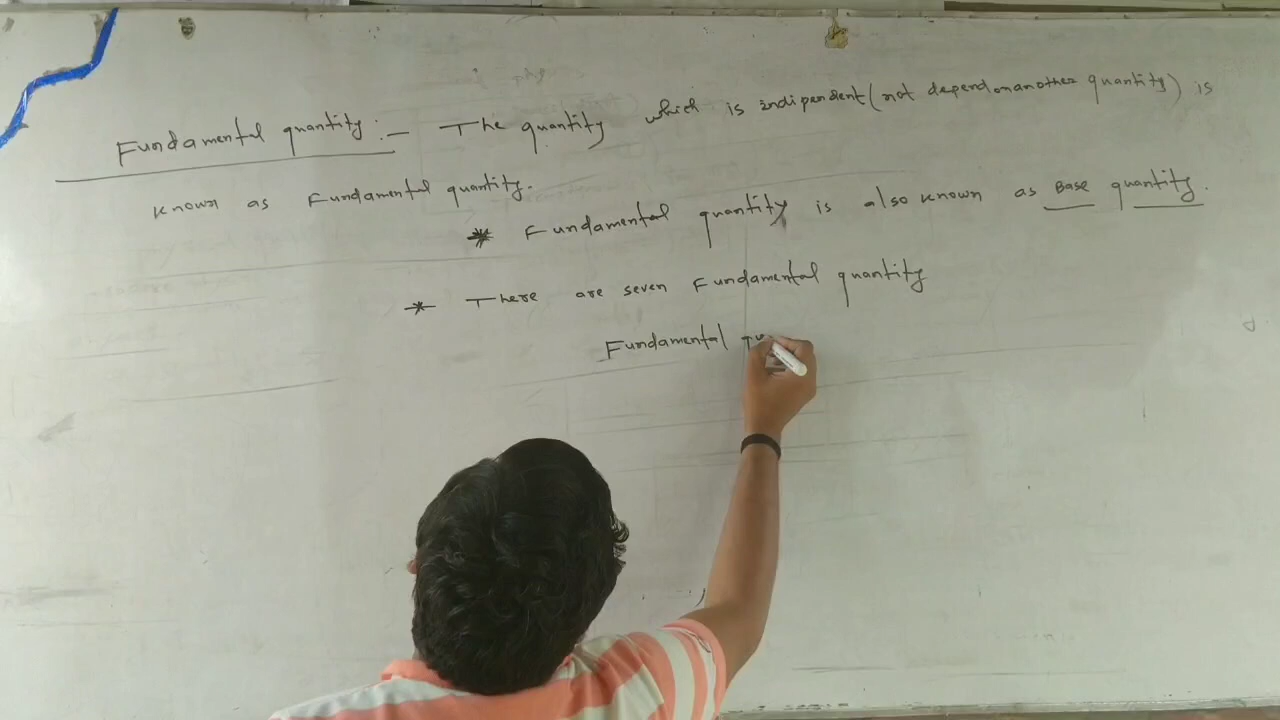 Fundamental quantity :- The quantity which is indipendent (not depend on another quantity) is
known as Fundamental quantity.
* Fundamental quantity is also known as Base quantity.
* There are seven Fundamental quantity
Fundamental qu